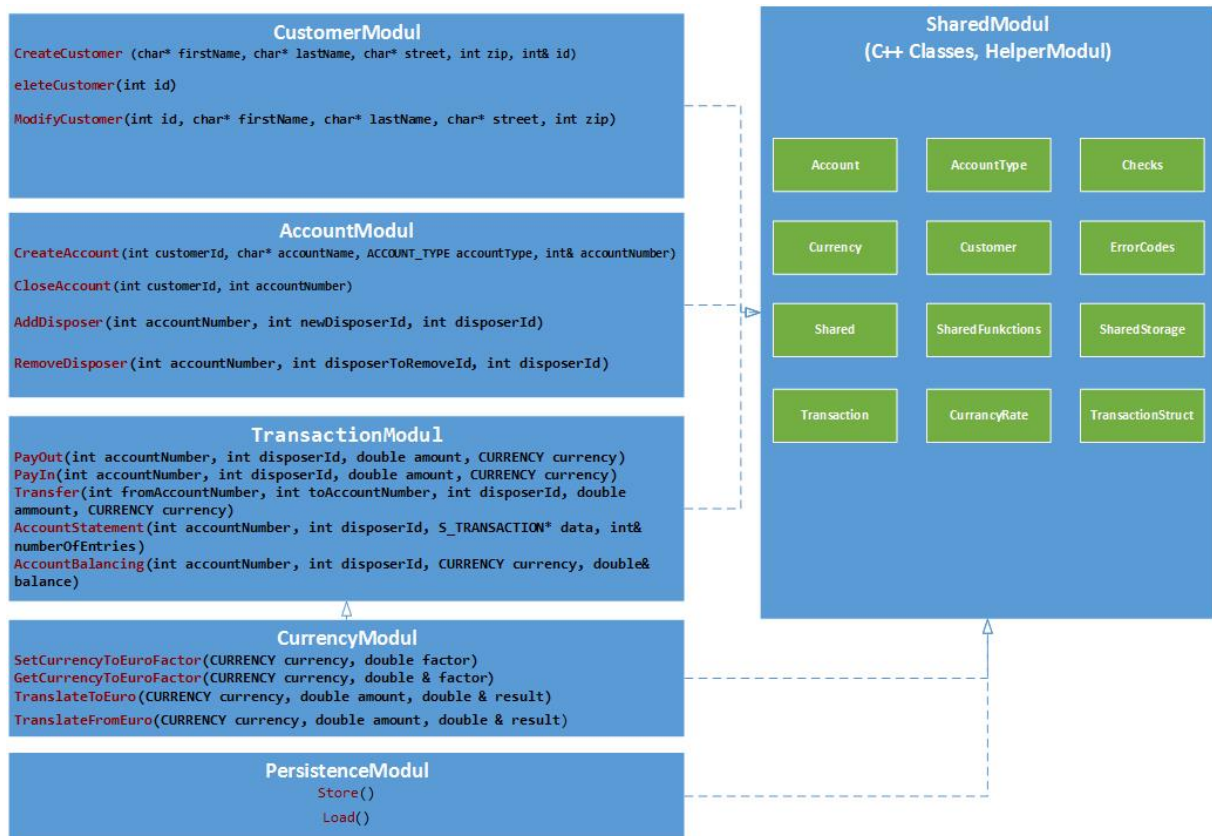 CustomerModul
CreateCustomer (char* firstName, char* lastName, char* street, int zip, int& id)
eleteCustomer(int id)
ModifyCustomer(int id, char* firstName, char* lastName, char* street, int zip)
AccountModul
CreateAccount(int customerId, char* accountName, ACCOUNT_TYPE accountType, int& accountNumber)
CloseAccount(int customerId, int accountNumber)
AddDisposer(int accountNumber, int newDisposerId, int disposerId)
RemoveDisposer(int accountNumber, int disposerToRemoveId, int disposerId)
TransactionModul
PayOut(int accountNumber, int disposerId, double amount, CURRENCY currency)
PayIn(int accountNumber, int disposerId, double amount, CURRENCY currency)
Transfer(int fromAccountNumber, int toAccountNumber, int disposerId, double
ammount, CURRENCY currency)
AccountStatement(int accountNumber, int disposerId, S_TRANSACTION* data, int&
numberOfEntries)
AccountBalancing(int accountNumber, int disposerId, CURRENCY currency, double&
balance)
CurrencyModul
SetCurrencyToEuroFactor(CURRENCY currency, double factor)
GetCurrencyToEuroFactor(CURRENCY currency, double & factor)
TranslateToEuro(CURRENCY currency, double amount, double & result)
TranslateFromEuro(CURRENCY currency, double amount, double & result)
PersistenceModul
Store()
Load()
SharedModul
(C++ Classes, HelperModul)
Account
AccountType
Checks
Currency
Customer
ErrorCodes
Shared
SharedFunkctions
SharedStorage
Transaction
CurrancyRate
TransactionStruct